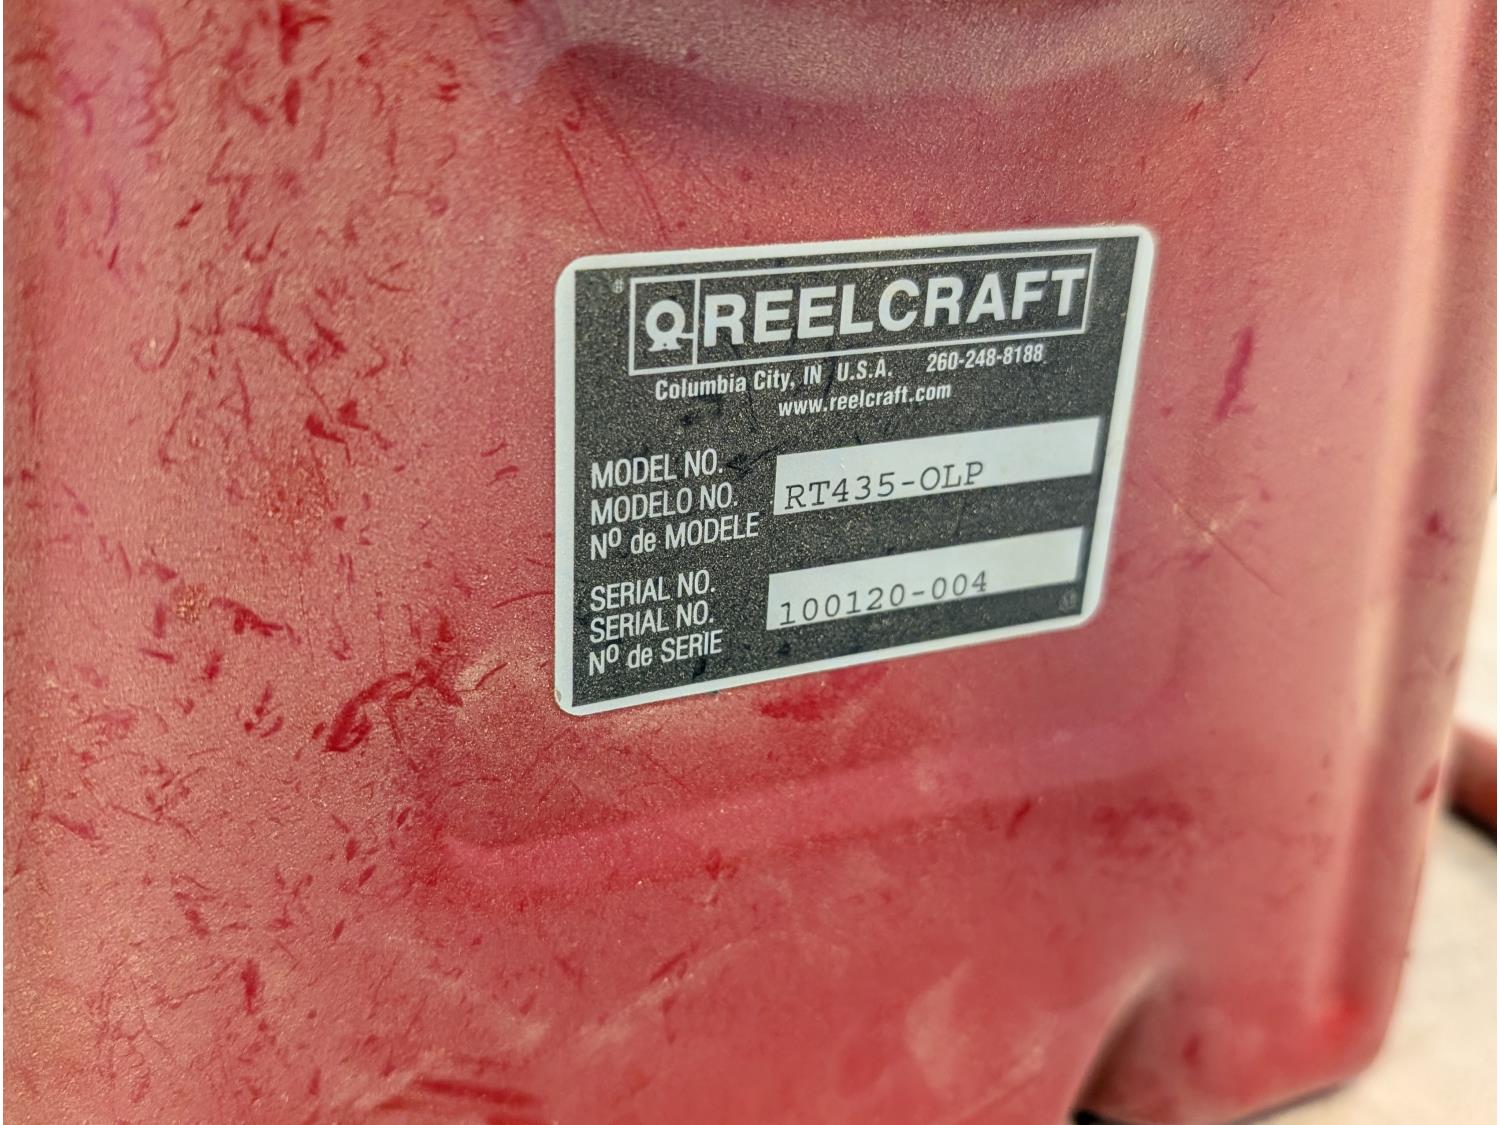 REELCRAFT
Columbia City, IN U.S.A. 260-248-8188
www.reelcraft.com
MODEL NO.
MODELO NO.
Nº de MODELE
RT435-OLP
SERIAL NO.
SERIAL NO.
Nº de SERIE
100120-004